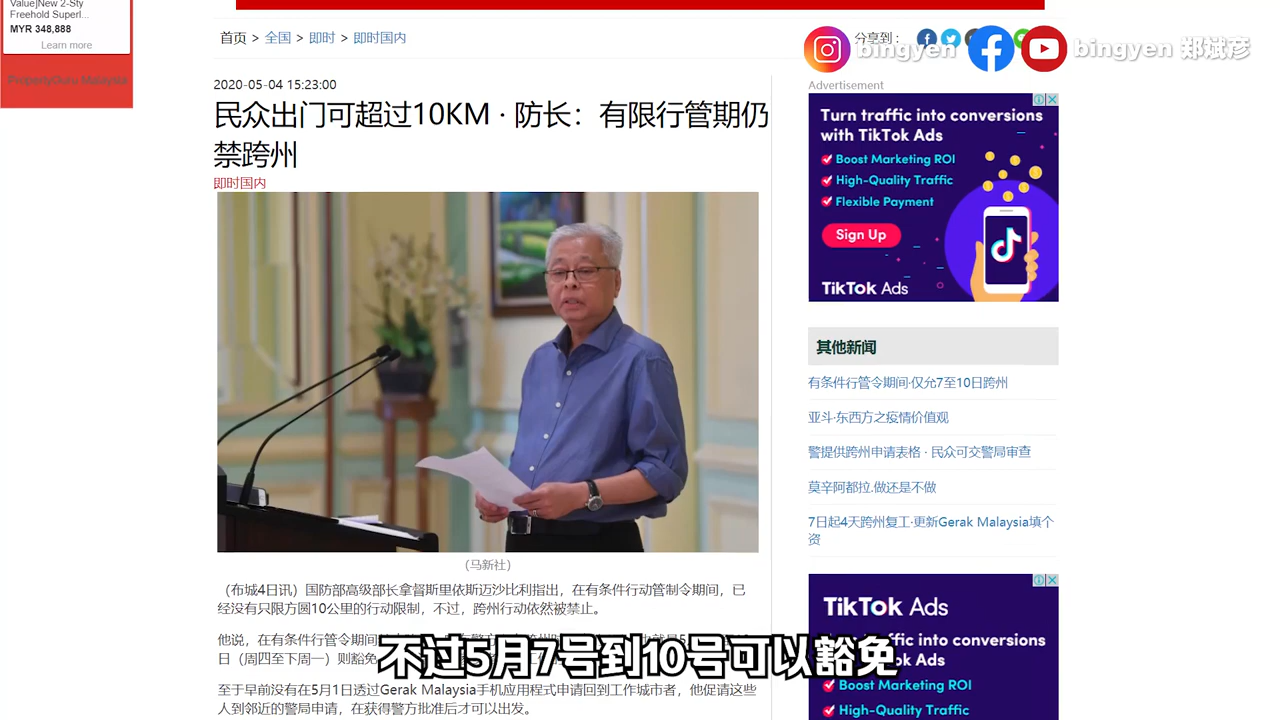 Value]New 2-Sty
Freehold Superl...
MYR 348,888
Learn more
PropertyGuru Malaysia
首页 > 全国 > 即时 > 即时国内
分享到：
bingyen
bingyen 郑斌彦
2020-05-04 15:23:00
民众出门可超过10KM · 防长：有限行管期仍
禁跨州
即时国内
(马新社)
（布城4日讯）国防部高级部长拿督斯里依斯迈沙比利指出，在有条件行动管制令期间，已
经没有只限方圆10公里的行动限制，不过，跨州行动依然被禁止。
他说，在有条件行管令期间
日（周四至下周一）则豁免
至于早前没有在5月1日透过Gerak Malaysia手机应用程式申请回到工作城市者，他促请这些
人到邻近的警局申请，在获得警方批准后才可以出发。
不过5月7号到10号可以豁免
Advertisement
Turn traffic into conversions
with TikTok Ads
Boost Marketing ROI
High-Quality Traffic
Flexible Payment
Sign Up
TikTok Ads
其他新闻
有条件行管令期间·仅允7至10日跨州
亚斗·东西方之疫情价值观
警提供跨州申请表格 · 民众可交警局审查
莫辛阿都拉.做还是不做
7日起4天跨州复工·更新Gerak Malaysia填个
资
TikTok Ads
traffic into conversions
TikTok Ads
Boost Marketing ROI
High-Quality Traffic